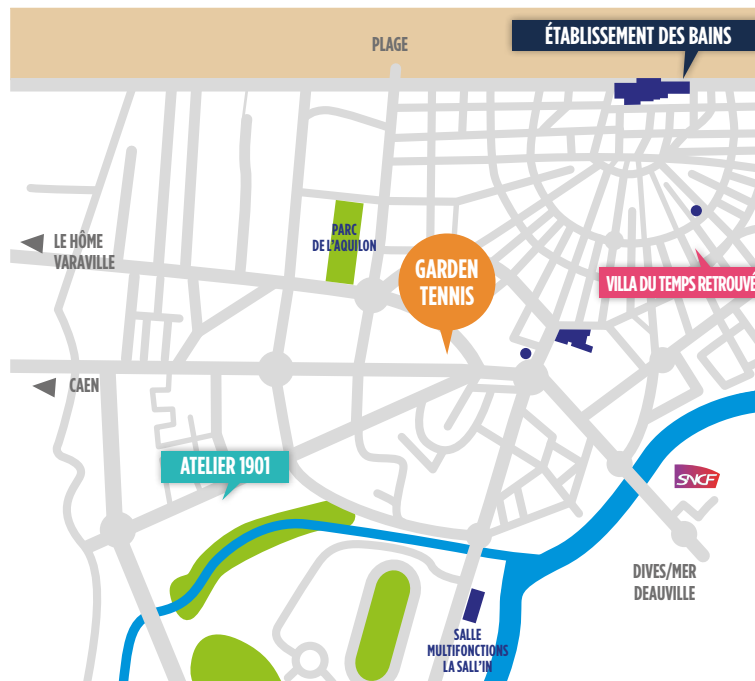 PLAGE
ÉTABLISSEMENT DES BAINS
LE HÔME
VARAVILLE
PARC
DE L'AQUILON
GARDEN
TENNIS
VILLA DU TEMPS RETROUVÉ
CAEN
ATELIER 1901
SNCF
DIVES/MER
DEAUVILLE
SALLE
MULTIFONCTIONS
LA SALL'IN